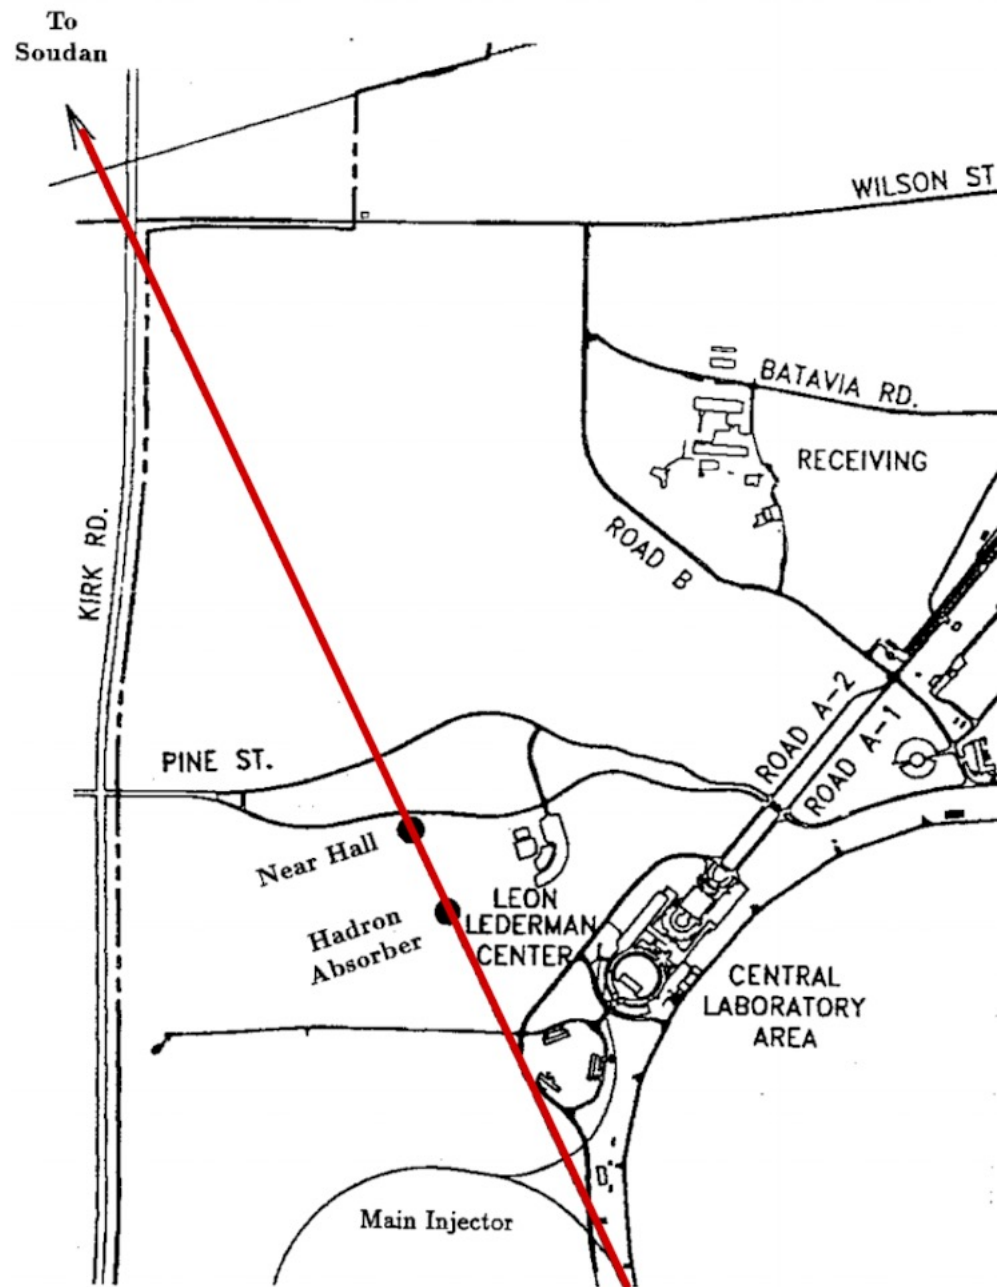 To
Soudan
WILSON ST
BATAVIA RD.
RECEIVING
ROAD B
KIRK RD.
ROAD A-2
ROAD A-1
PINE ST.
Near Hall
LEON
LEDERMAN
CENTER
Hadron
Absorber
CENTRAL
LABORATORY
AREA
Main Injector